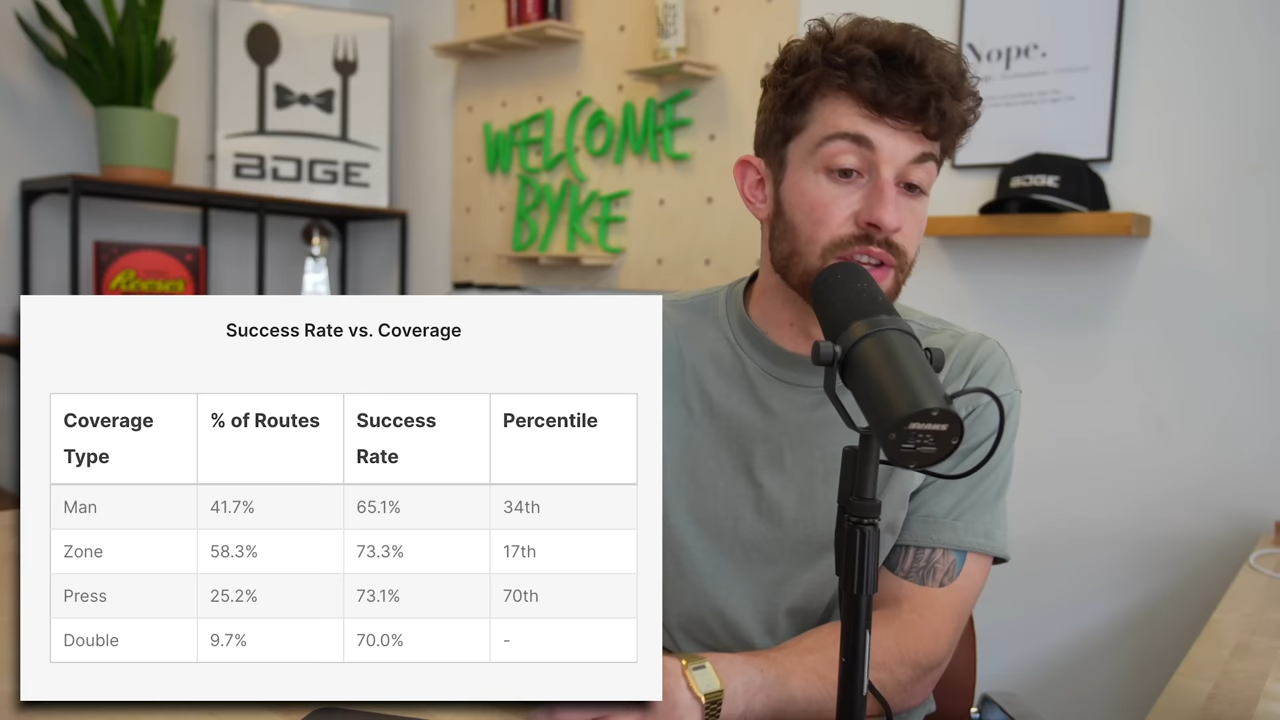 BDGE
Nope.
WELCOME
BYKE
BDGE
Reese's
Success Rate vs. Coverage
Coverage Type	% of Routes	Success Rate	Percentile
Man	41.7%	65.1%	34th
Zone	58.3%	73.3%	17th
Press	25.2%	73.1%	70th
Double	9.7%	70.0%	-